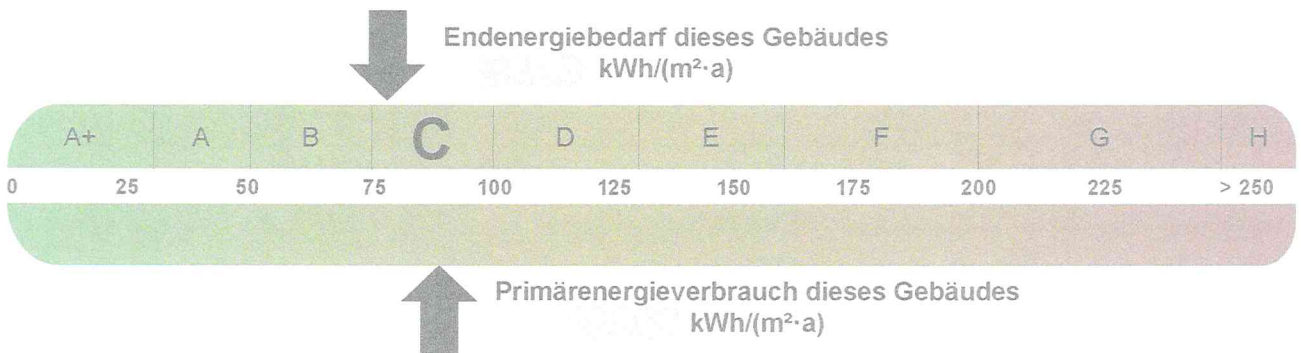 Endenergiebedarf dieses Gebäudes
kWh/(m²·a)
A+ A B C D E F G H
0 25 50 75 100 125 150 175 200 225 > 250
Primärenergieverbrauch dieses Gebäudes
kWh/(m²·a)